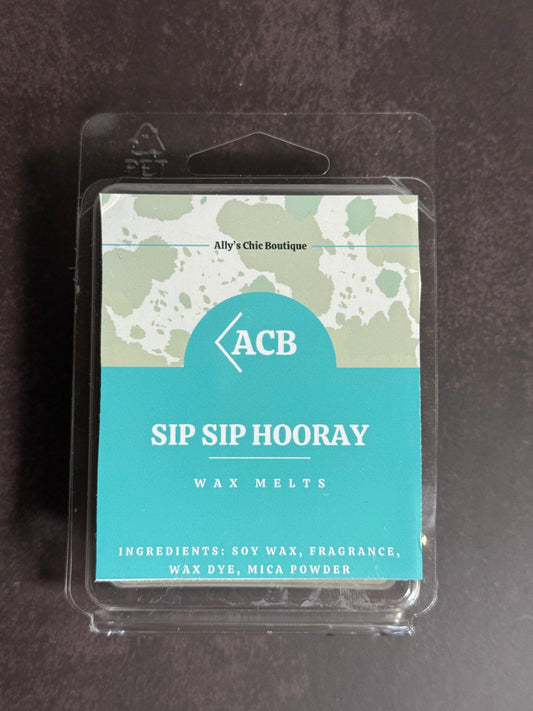 PET
Ally's Chic Boutique
ACB
SIP SIP HOORAY
WAX MELTS
INGREDIENTS: SOY WAX, FRAGRANCE,
WAX DYE, MICA POWDER